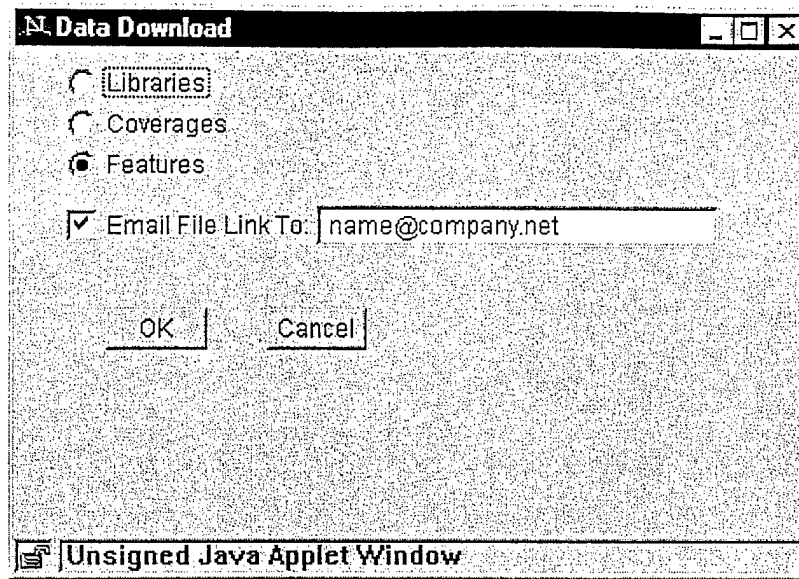 Data Download
Libraries
Coverages
Features
Email File Link To: name@company.net
OK Cancel
Unsigned Java Applet Window